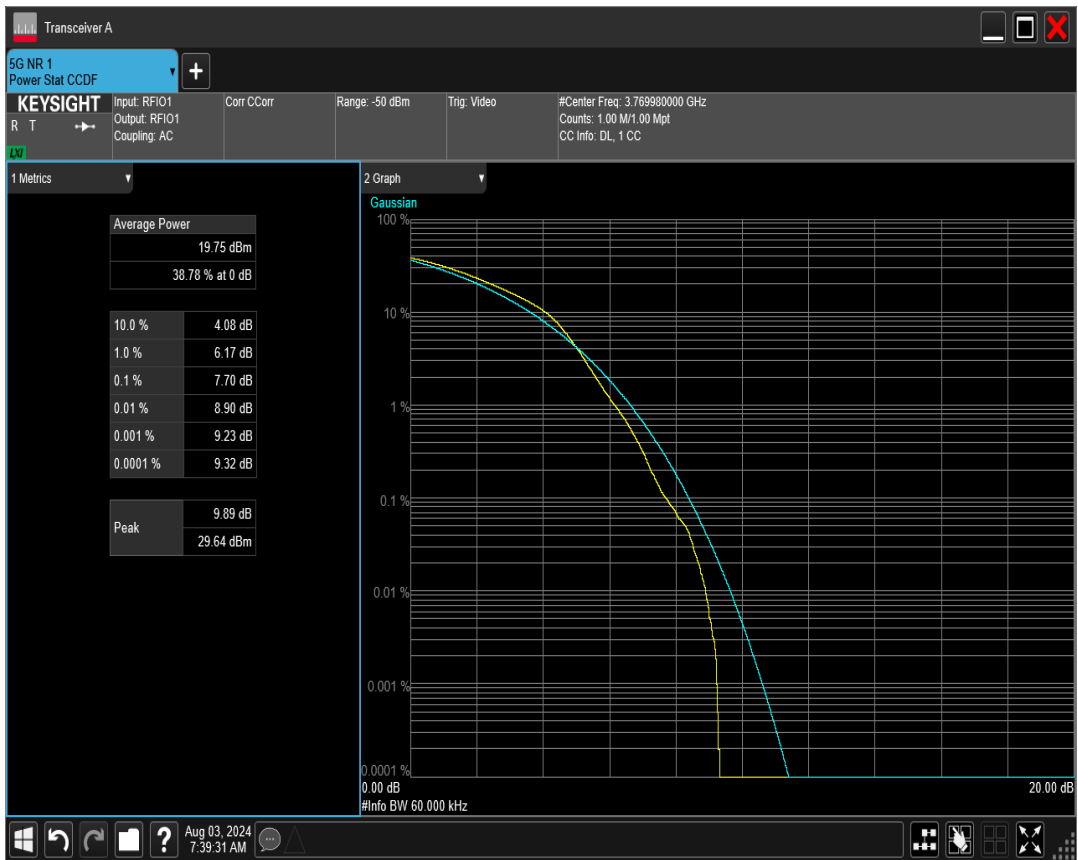 Transceiver A
5G NR 1
Power Stat CCDF
KEYSIGHT
R T
LXI
Input: RFIO1
Output: RFIO1
Coupling: AC
Corr CCorr
Range: -50 dBm
Trig: Video
#Center Freq: 3.769980000 GHz
Counts: 1.00 M/1.00 Mpt
CC Info: DL, 1 CC
1 Metrics
Average Power
19.75 dBm
38.78 % at 0 dB
10.0 % 4.08 dB
1.0 % 6.17 dB
0.1 % 7.70 dB
0.01 % 8.90 dB
0.001 % 9.23 dB
0.0001 % 9.32 dB
Peak
9.89 dB
29.64 dBm
2 Graph
Gaussian
100 %
10 %
1 %
0.1 %
0.01 %
0.001 %
0.0001 %
0.00 dB 20.00 dB
#Info BW 60.000 kHz
?
Aug 03, 2024
7:39:31 AM